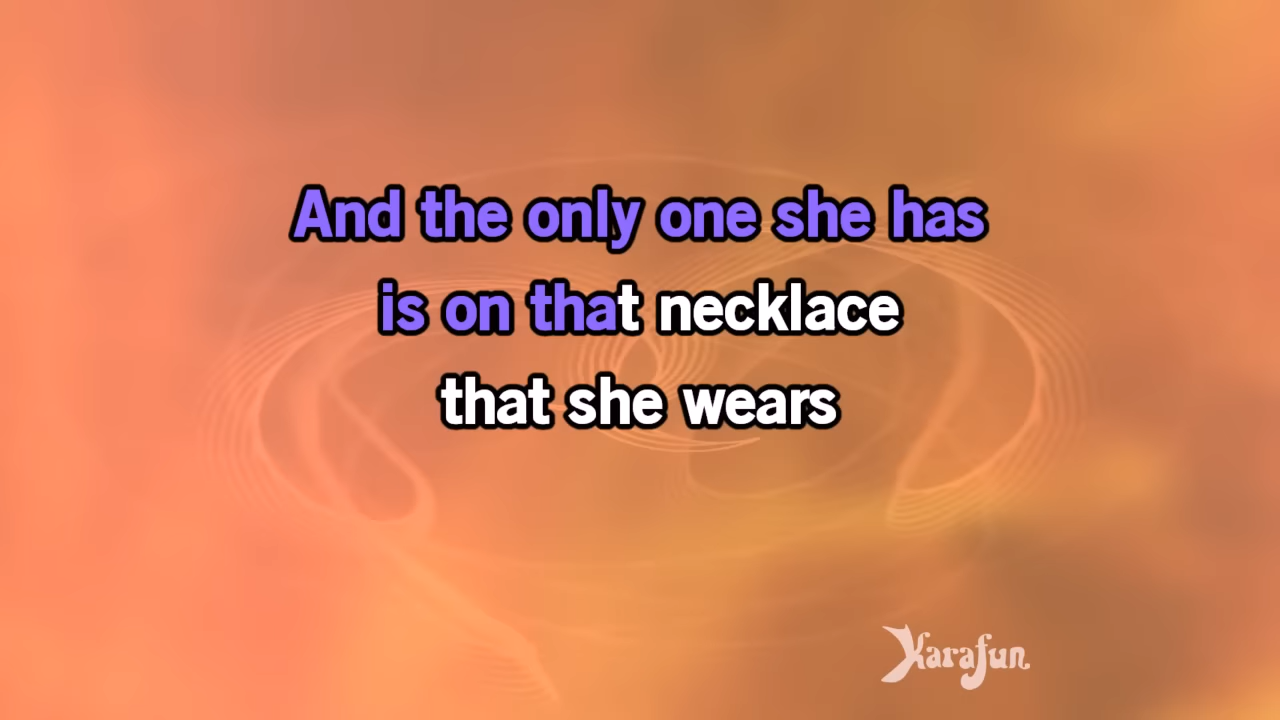 And the only one she has
is on that necklace
that she wears
Karafun